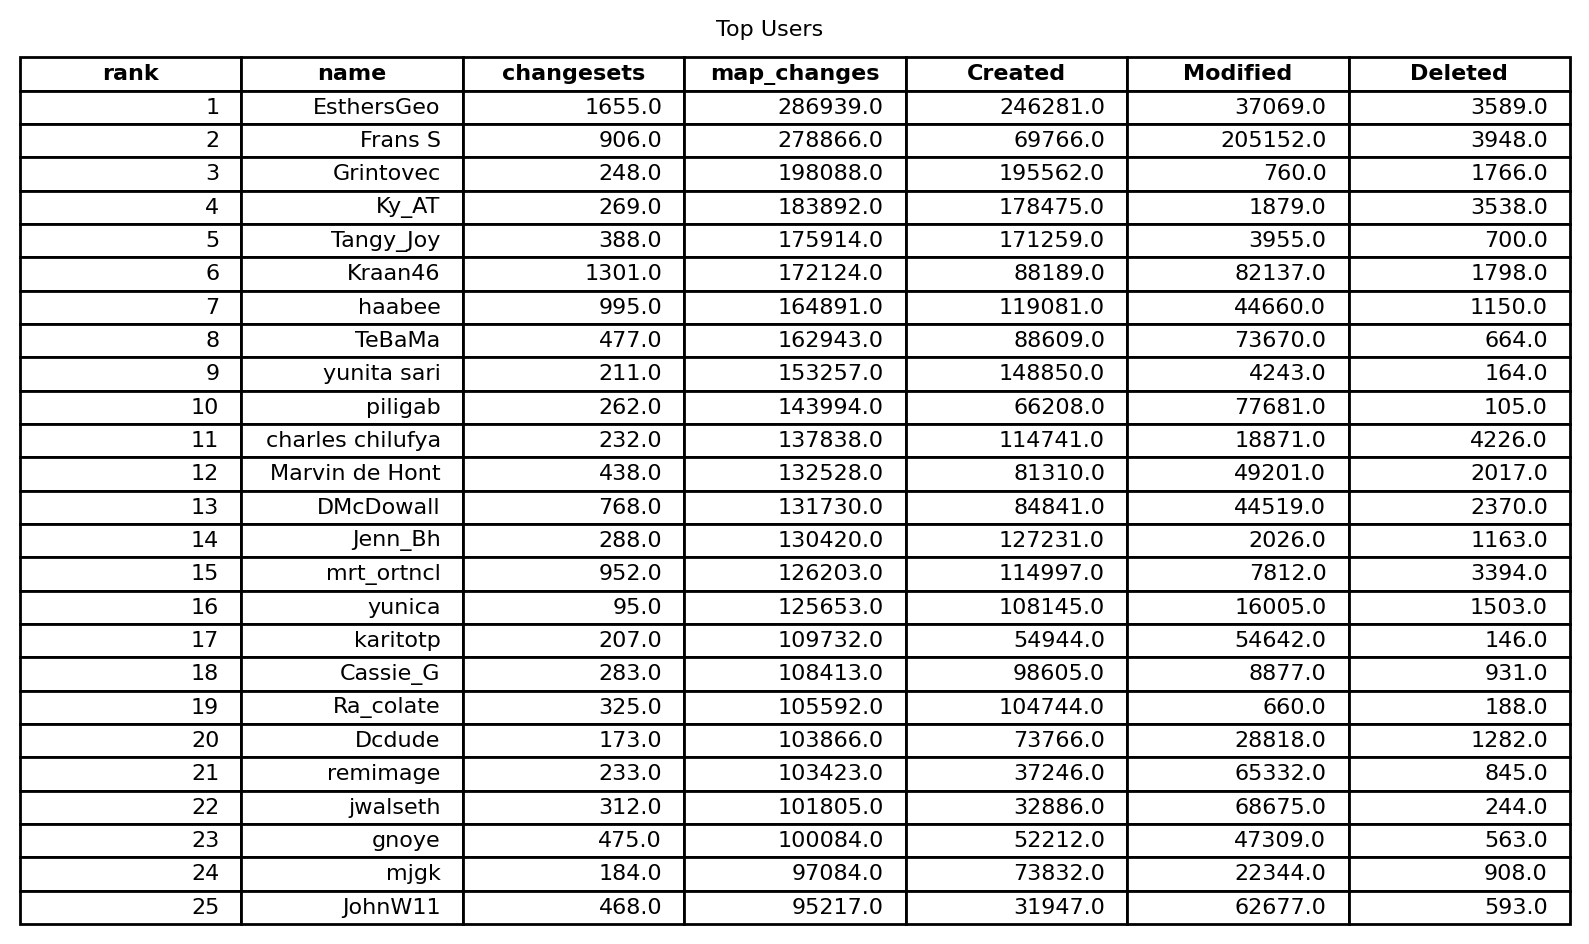 Top Users
rank name changesets map_changes Created Modified Deleted
1 EsthersGeo 1655.0 286939.0 246281.0 37069.0 3589.0
2 Frans S 906.0 278866.0 69766.0 205152.0 3948.0
3 Grintovec 248.0 198088.0 195562.0 760.0 1766.0
4 Ky_AT 269.0 183892.0 178475.0 1879.0 3538.0
5 Tangy_Joy 388.0 175914.0 171259.0 3955.0 700.0
6 Kraan46 1301.0 172124.0 88189.0 82137.0 1798.0
7 haabee 995.0 164891.0 119081.0 44660.0 1150.0
8 TeBaMa 477.0 162943.0 88609.0 73670.0 664.0
9 yunita sari 211.0 153257.0 148850.0 4243.0 164.0
10 piligab 262.0 143994.0 66208.0 77681.0 105.0
11 charles chilufya 232.0 137838.0 114741.0 18871.0 4226.0
12 Marvin de Hont 438.0 132528.0 81310.0 49201.0 2017.0
13 DMcDowall 768.0 131730.0 84841.0 44519.0 2370.0
14 Jenn_Bh 288.0 130420.0 127231.0 2026.0 1163.0
15 mrt_ortncl 952.0 126203.0 114997.0 7812.0 3394.0
16 yunica 95.0 125653.0 108145.0 16005.0 1503.0
17 karitotp 207.0 109732.0 54944.0 54642.0 146.0
18 Cassie_G 283.0 108413.0 98605.0 8877.0 931.0
19 Ra_colate 325.0 105592.0 104744.0 660.0 188.0
20 Dcdude 173.0 103866.0 73766.0 28818.0 1282.0
21 remimage 233.0 103423.0 37246.0 65332.0 845.0
22 jwalseth 312.0 101805.0 32886.0 68675.0 244.0
23 gnoye 475.0 100084.0 52212.0 47309.0 563.0
24 mjgk 184.0 97084.0 73832.0 22344.0 908.0
25 JohnW11 468.0 95217.0 31947.0 62677.0 593.0